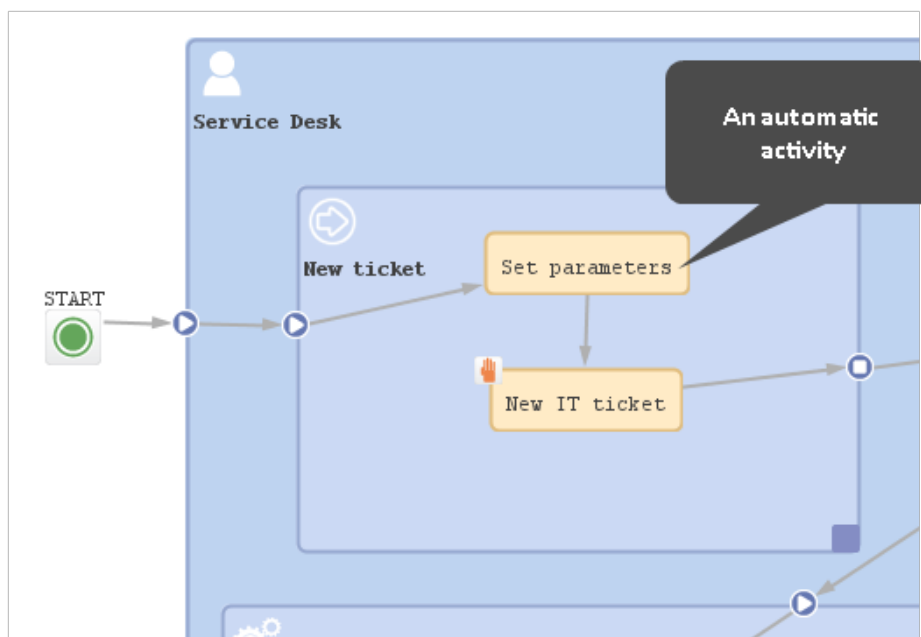 Service Desk
An automatic
activity
New ticket
Set parameters
START
New IT ticket